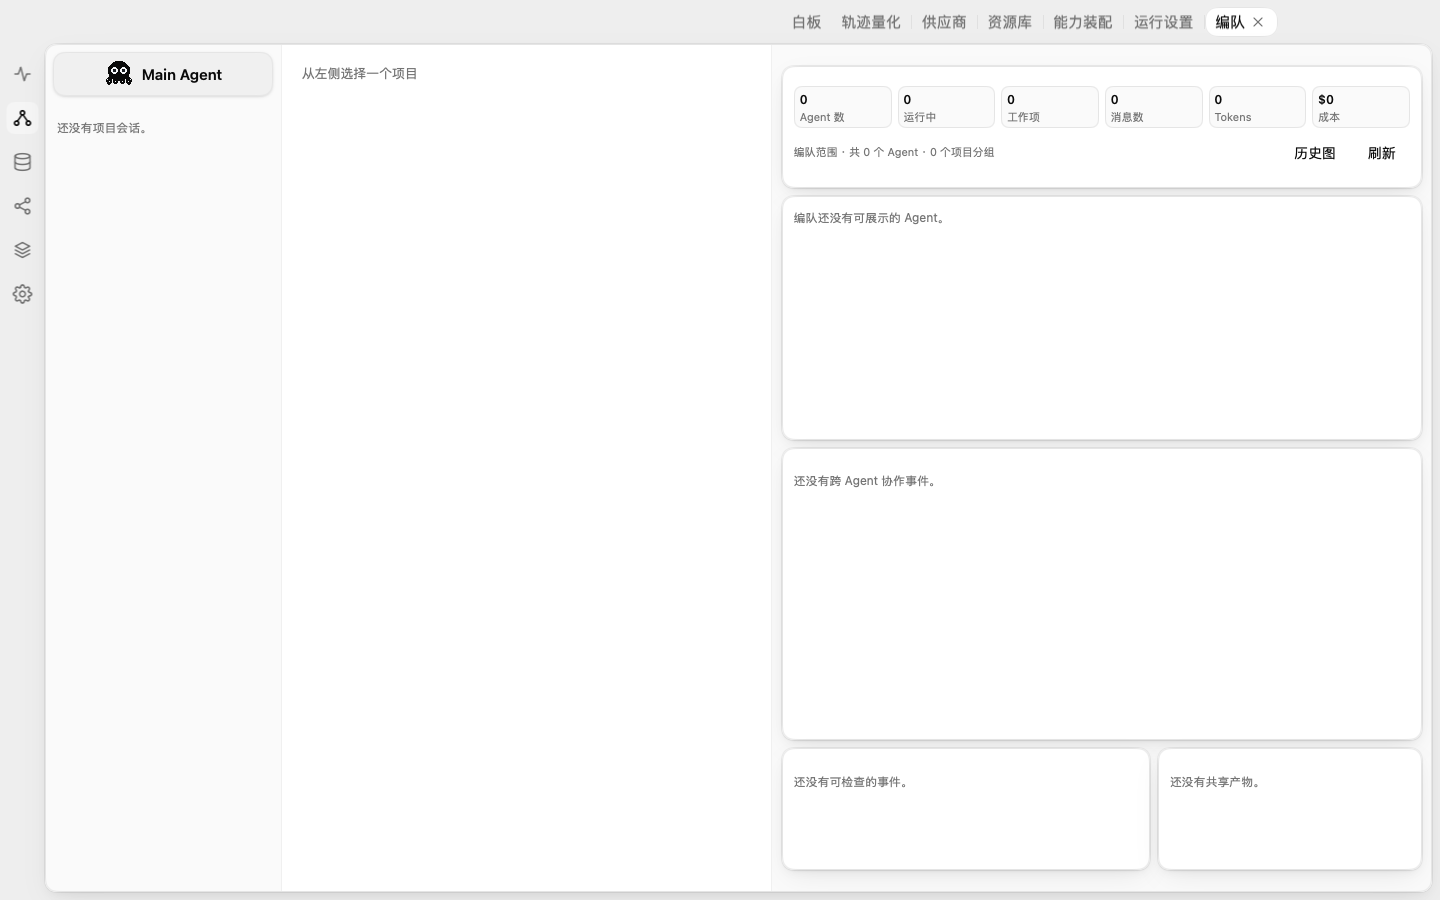 白板 轨迹量化 供应商 资源库 能力装配 运行设置 编队
Main Agent
还没有项目会话。
从左侧选择一个项目
0 0 0 0 0 $0
Agent 数 运行中 工作项 消息数 Tokens 成本
编队范围 · 共 0 个 Agent · 0 个项目分组 历史图 刷新
编队还没有可展示的 Agent。
还没有跨 Agent 协作事件。
还没有可检查的事件。
还没有共享产物。